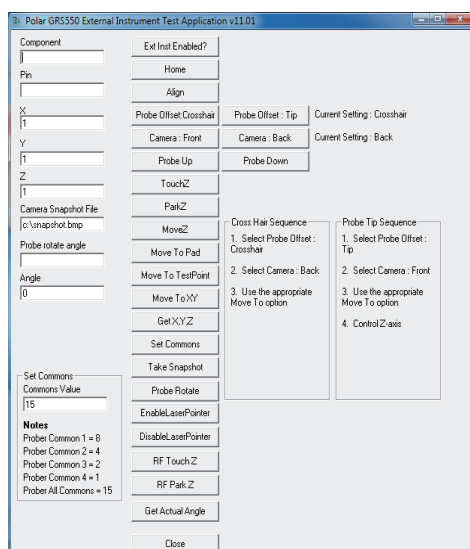 Polar GRS550 External Instrument Test Application v11.01
Component
Pin
X
1
Y
1
Z
1
Camera Snapshot File
c:\snapshot.bmp
Probe rotate angle
Angle
0
Ext Inst Enabled?
Home
Align
Probe Offset:Crosshair
Probe Offset : Tip
Current Setting : Crosshair
Camera : Front
Camera : Back
Current Setting : Back
Probe Up
Probe Down
TouchZ
ParkZ
MoveZ
Move To Pad
Move To TestPoint
Move To XY
Get X,Y,Z
Set Commons
Take Snapshot
Probe Rotate
EnableLaserPointer
DisableLaserPointer
RF Touch Z
RF Park Z
Get Actual Angle
Close
Cross Hair Sequence
1. Select Probe Offset :
Crosshair
2. Select Camera : Back
3. Use the appropriate
Move To option
Probe Tip Sequence
1. Select Probe Offset :
Tip
2. Select Camera : Front
3. Use the appropriate
Move To option
4. Control Z-axis
Set Commons
Commons Value
15
Notes
Prober Common 1 = 8
Prober Common 2 = 4
Prober Common 3 = 2
Prober Common 4 = 1
Prober All Commons = 15